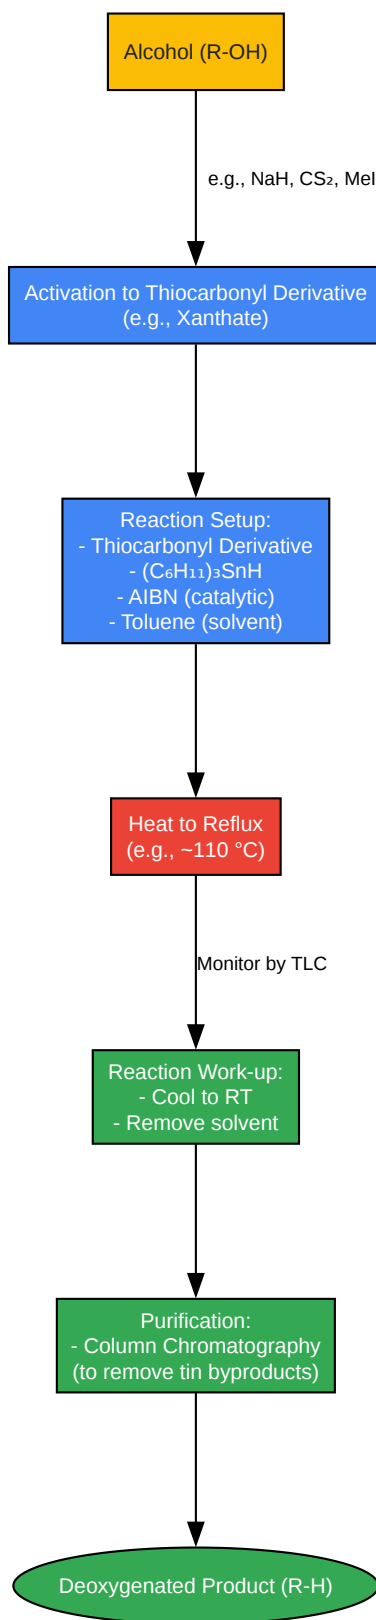 Alcohol (R-OH)
e.g., NaH, CS₂, MeI
Activation to Thiocarbonyl Derivative
(e.g., Xanthate)
Reaction Setup:
- Thiocarbonyl Derivative
- (C₆H₁₁)₃SnH
- AIBN (catalytic)
- Toluene (solvent)
Heat to Reflux
(e.g., ~110 °C)
Monitor by TLC
Reaction Work-up:
- Cool to RT
- Remove solvent
Purification:
- Column Chromatography
(to remove tin byproducts)
Deoxygenated Product (R-H)